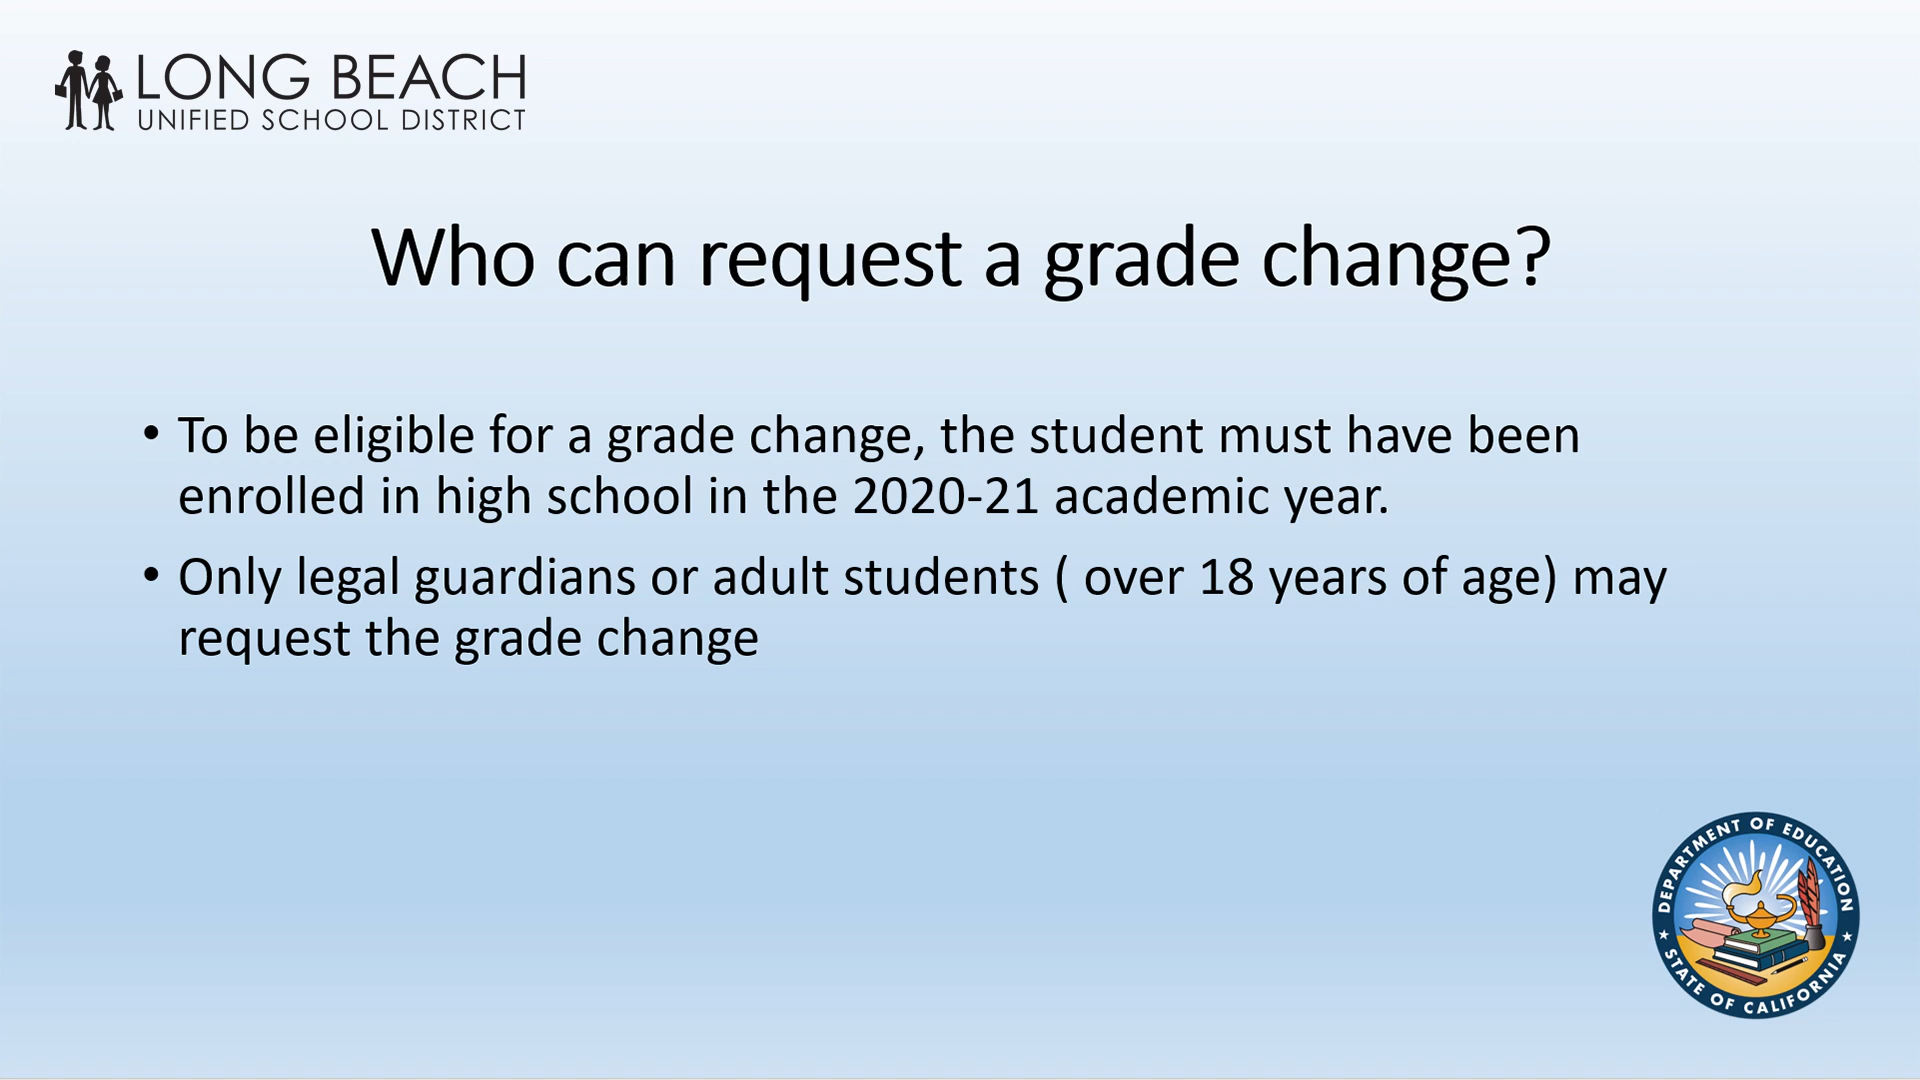 LONG BEACH
UNIFIED SCHOOL DISTRICT
Who can request a grade change?
• To be eligible for a grade change, the student must have been
enrolled in high school in the 2020-21 academic year.
• Only legal guardians or adult students ( over 18 years of age) may
request the grade change
DEPARTMENT OF EDUCATION
STATE OF CALIFORNIA